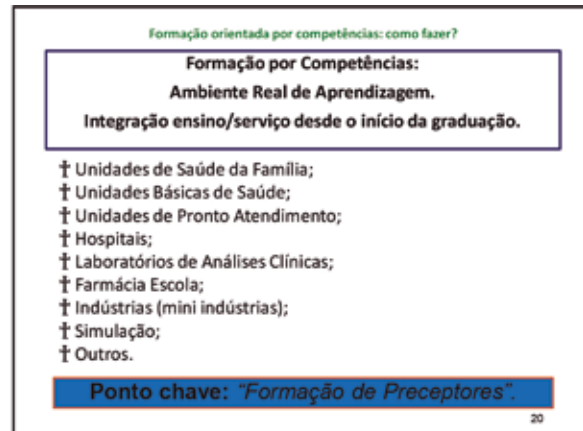 Formação orientada por competências: como fazer?
Formação por Competências:
Ambiente Real de Aprendizagem.
Integração ensino/serviço desde o início da graduação.
✝ Unidades de Saúde da Família;
✝ Unidades Básicas de Saúde;
✝ Unidades de Pronto Atendimento;
✝ Hospitais;
✝ Laboratórios de Análises Clínicas;
✝ Farmácia Escola;
✝ Indústrias (mini indústrias);
✝ Simulação;
✝ Outros.
Ponto chave: “Formação de Preceptores”.
20